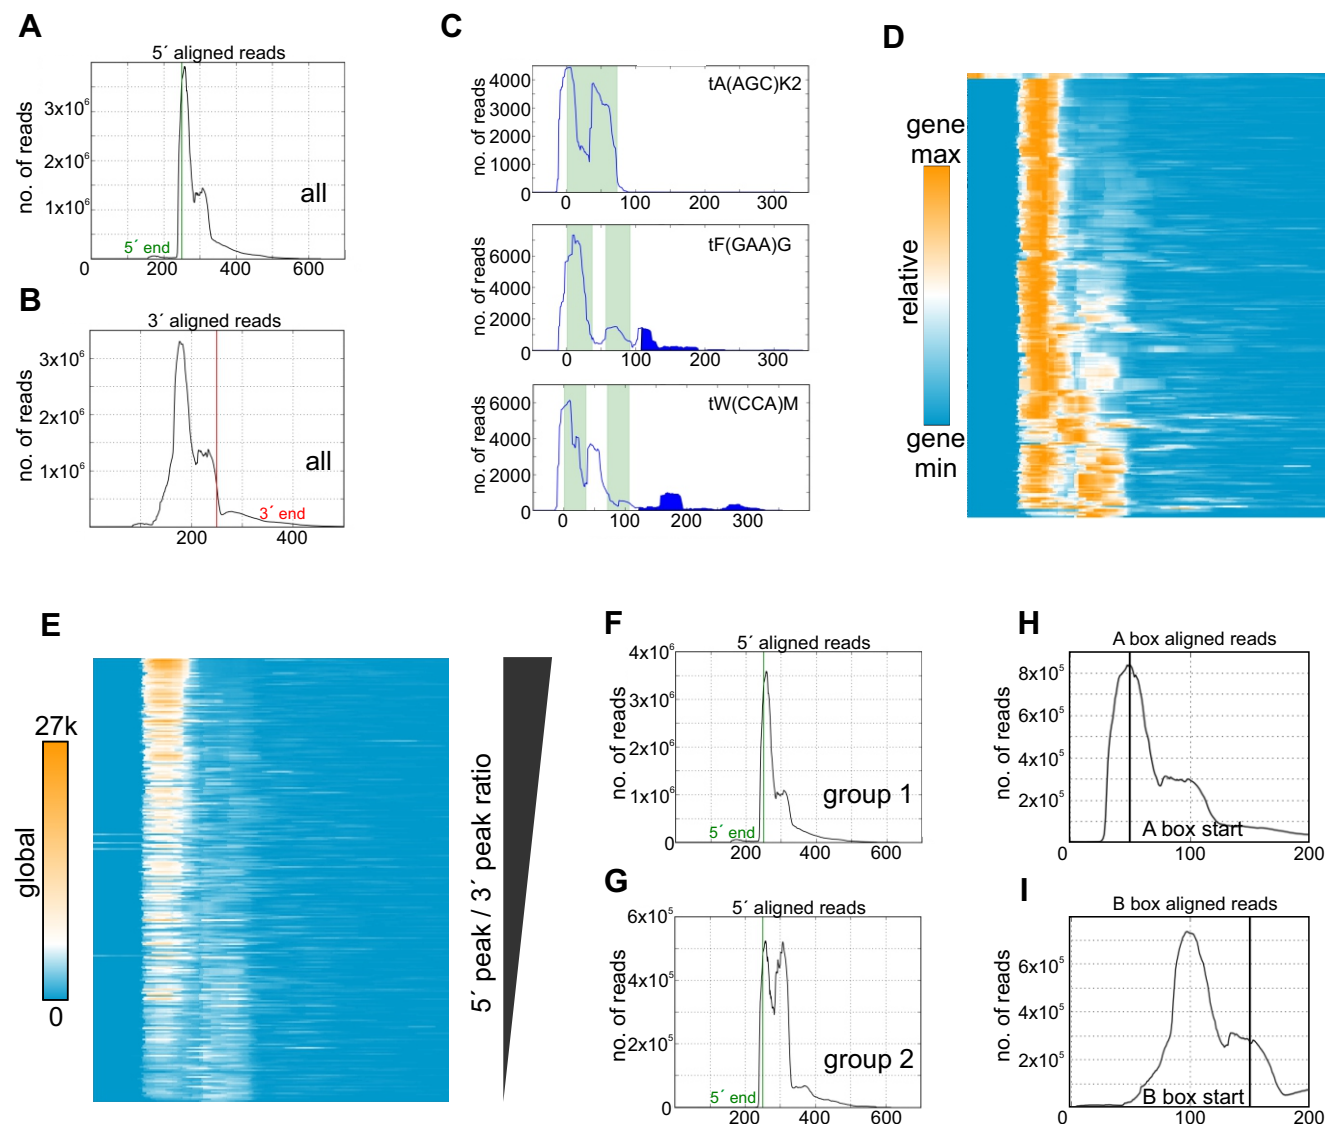 A
5´ aligned reads
no. of reads
3x10⁶
2x10⁶
1x10⁶
all
5´ end
0
200
400
600
B
3´ aligned reads
no. of reads
3x10⁶
2x10⁶
1x10⁶
all
3´ end
200
400
C
no. of reads
4000
3000
2000
1000
0
tA(AGC)K2
0
100
200
300
no. of reads
8000
6000
4000
2000
0
tF(GAA)G
0
100
200
300
no. of reads
6000
4000
2000
0
tW(CCA)M
0
100
200
300
D
gene
max
relative
gene
min
E
27k
global
0
5´ peak / 3´ peak ratio
F
5´ aligned reads
no. of reads
4x10⁶
3x10⁶
2x10⁶
1x10⁶
0
group 1
5´ end
200
400
600
G
5´ aligned reads
no. of reads
6x10⁵
4x10⁵
2x10⁵
0
group 2
5´ end
200
400
600
H
A box aligned reads
no. of reads
8x10⁵
6x10⁵
4x10⁵
2x10⁵
A box start
0
100
200
I
B box aligned reads
no. of reads
6x10⁵
4x10⁵
2x10⁵
B box start
0
100
200